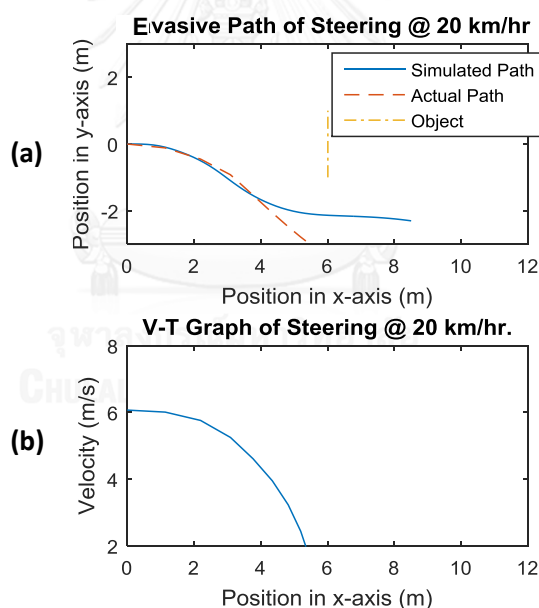 Evasive Path of Steering @ 20 km/hr
(a)
Position in y-axis (m)
2
0
-2
Simulated Path
Actual Path
Object
0 2 4 6 8 10 12
Position in x-axis (m)
V-T Graph of Steering @ 20 km/hr.
(b)
Velocity (m/s)
8
6
4
2
0 2 4 6 8 10 12
Position in x-axis (m)